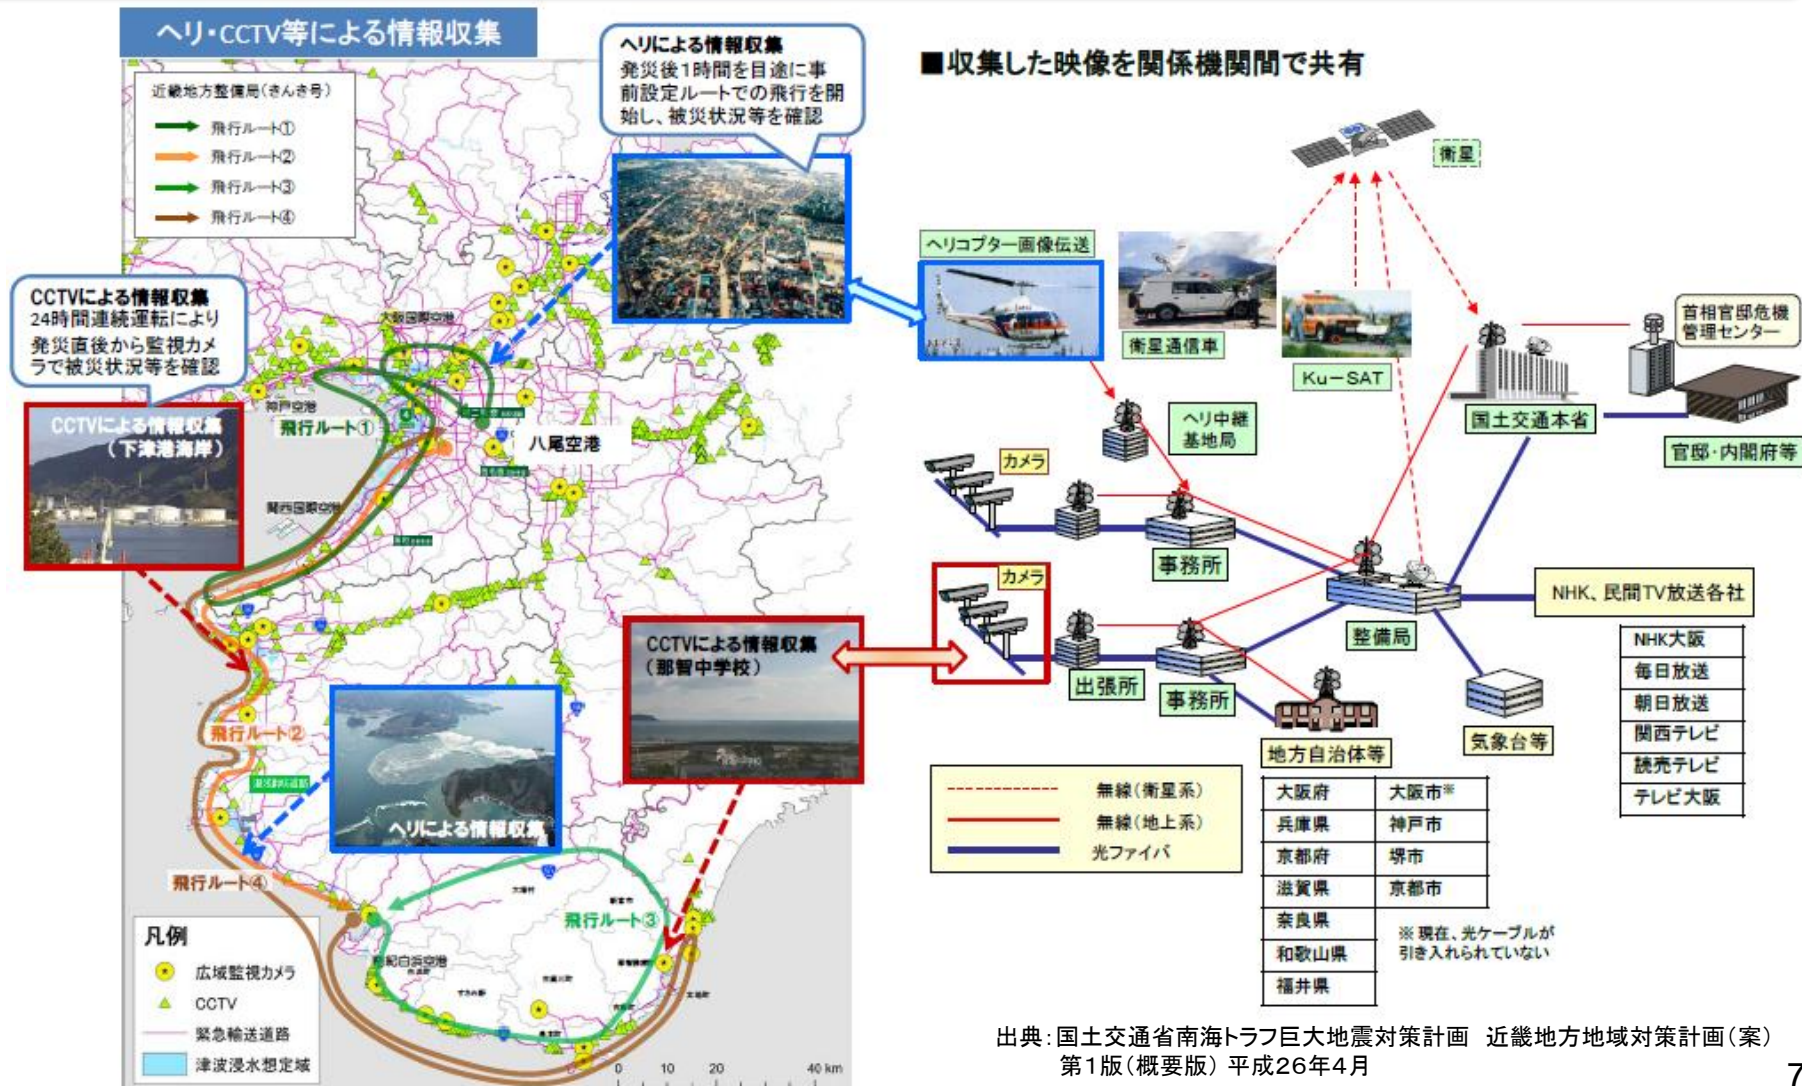 ヘリ・CCTV等による情報収集
近畿地方整備局(きんき号)
飛行ルート①
飛行ルート②
飛行ルート③
飛行ルート④
ヘリによる情報収集
発災後1時間を目途に事
前設定ルートでの飛行を開
始し、被災状況等を確認
CCTVによる情報収集
24時間連続運転により
発災直後から監視カメ
ラで被災状況等を確認
CCTVによる情報収集
(下津港海岸)
大阪国際空港
神戸空港
飛行ルート①
八尾空港
関西国際空港
CCTVによる情報収集
(那智中学校)
飛行ルート②
ヘリによる情報収集
飛行ルート④
飛行ルート③
紀白浜空港
凡例
広域監視カメラ
CCTV
緊急輸送道路
津波浸水想定域
0 10 20 40 km
■収集した映像を関係機関間で共有
衛星
ヘリコプター画像伝送
衛星通信車
Ku-SAT
首相官邸危機
管理センター
国土交通本省
官邸・内閣府等
ヘリ中継
基地局
カメラ
事務所
カメラ
出張所
事務所
整備局
NHK、民間TV放送各社
NHK大阪
毎日放送
朝日放送
関西テレビ
読売テレビ
テレビ大阪
気象台等
地方自治体等
大阪府 大阪市※
兵庫県 神戸市
京都府 堺市
滋賀県 京都市
奈良県
和歌山県
福井県
※現在、光ケーブルが
引き入れられていない
無線(衛星系)
無線(地上系)
光ファイバ
出典:国土交通省南海トラフ巨大地震対策計画 近畿地方地域対策計画(案)
第1版(概要版) 平成26年4月
7